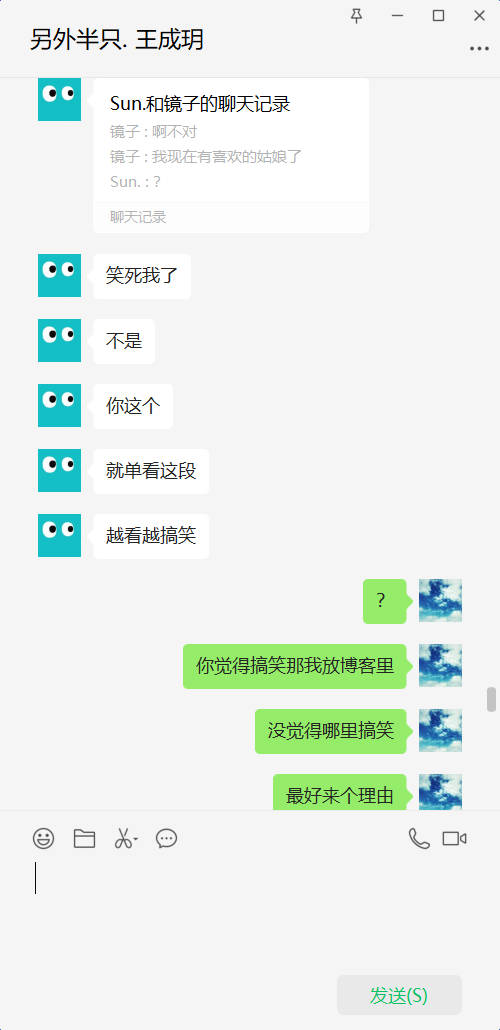 另外半只. 王成玥
Sun.和镜子的聊天记录
镜子 : 啊不对
镜子 : 我现在有喜欢的姑娘了
Sun. : ?
聊天记录
笑死我了
不是
你这个
就单看这段
越看越搞笑
?
你觉得搞笑那我放博客里
没觉得哪里搞笑
最好来个理由
发送(S)